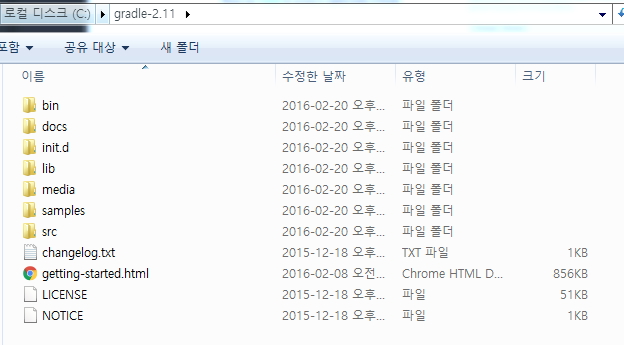 로컬 디스크 (C:) ▸ gradle-2.11 ▸
포함 ▾ 공유 대상 ▾ 새 폴더
이름 수정한 날짜 유형 크기
bin 2016-02-20 오후... 파일 폴더
docs 2016-02-20 오후... 파일 폴더
init.d 2016-02-20 오후... 파일 폴더
lib 2016-02-20 오후... 파일 폴더
media 2016-02-20 오후... 파일 폴더
samples 2016-02-20 오후... 파일 폴더
src 2016-02-20 오후... 파일 폴더
changelog.txt 2015-12-18 오후... TXT 파일 1KB
getting-started.html 2016-02-08 오전... Chrome HTML D... 856KB
LICENSE 2015-12-18 오후... 파일 51KB
NOTICE 2015-12-18 오후... 파일 1KB